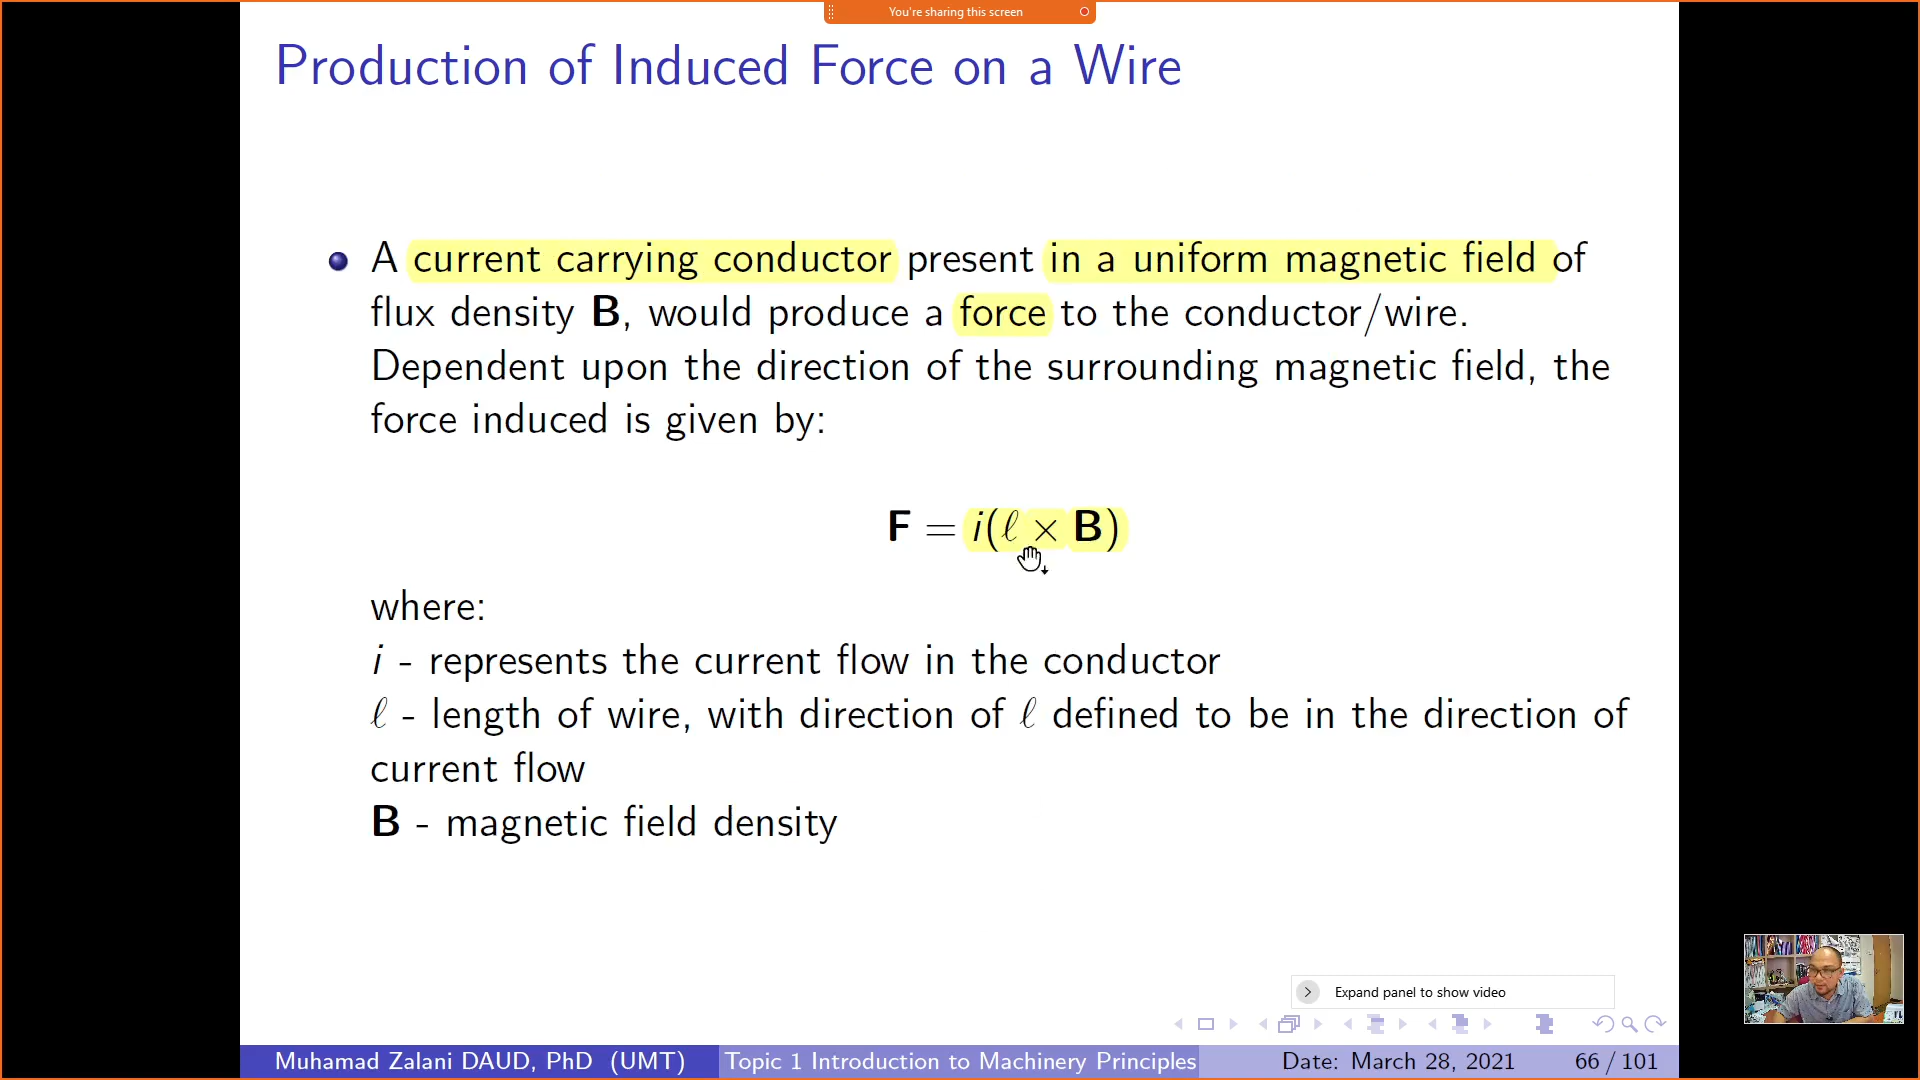 You're sharing this screen
Production of Induced Force on a Wire
A current carrying conductor present in a uniform magnetic field of
flux density B, would produce a force to the conductor/wire.
Dependent upon the direction of the surrounding magnetic field, the
force induced is given by:
F = i(ℓ × B)
where:
i - represents the current flow in the conductor
ℓ - length of wire, with direction of ℓ defined to be in the direction of
current flow
B - magnetic field density
Expand panel to show video
Muhamad Zalani DAUD, PhD (UMT) Topic 1 Introduction to Machinery Principles Date: March 28, 2021 66 / 101